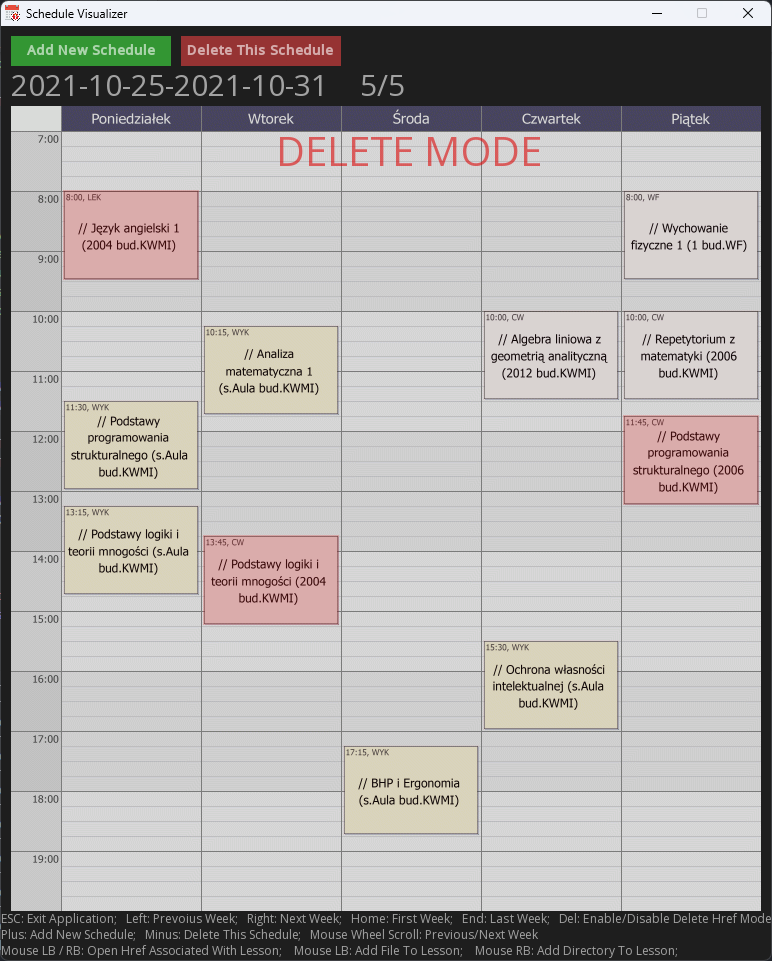 Schedule Visualizer
Add New Schedule Delete This Schedule
2021-10-25-2021-10-31 5/5
Poniedziałek Wtorek Środa Czwartek Piątek
DELETE MODE
7:00
8:00
9:00
10:00
11:00
12:00
13:00
14:00
15:00
16:00
17:00
18:00
19:00
8:00, LEK
// Język angielski 1
(2004 bud.KWMI)
11:30, WYK
// Podstawy
programowania
strukturalnego (s.Aula
bud.KWMI)
13:15, WYK
// Podstawy logiki i
teorii mnogości (s.Aula
bud.KWMI)
10:15, WYK
// Analiza
matematyczna 1
(s.Aula bud.KWMI)
13:45, CW
// Podstawy logiki i
teorii mnogości (2004
bud.KWMI)
17:15, WYK
// BHP i Ergonomia
(s.Aula bud.KWMI)
10:00, CW
// Algebra liniowa z
geometrią analityczną
(2012 bud.KWMI)
15:30, WYK
// Ochrona własności
intelektualnej (s.Aula
bud.KWMI)
8:00, WF
// Wychowanie
fizyczne 1 (1 bud.WF)
10:00, CW
// Repetytorium z
matematyki (2006
bud.KWMI)
11:45, CW
// Podstawy
programowania
strukturalnego (2006
bud.KWMI)
ESC: Exit Application; Left: Prevoius Week; Right: Next Week; Home: First Week; End: Last Week; Del: Enable/Disable Delete Href Mode
Plus: Add New Schedule; Minus: Delete This Schedule; Mouse Wheel Scroll: Previous/Next Week
Mouse LB / RB: Open Href Associated With Lesson; Mouse LB: Add File To Lesson; Mouse RB: Add Directory To Lesson;